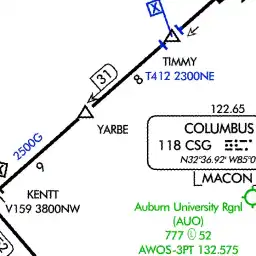 TIMMY
T412 2300NE
31
8
122.65
YARBE
COLUMBUS
118 CSG
N32°36.92' W85°0
2500G
9
MACON
KENTT
V159 3800NW
Auburn University Rgnl
(AUO)
777 Ⓛ 52
AWOS-3PT 132.575